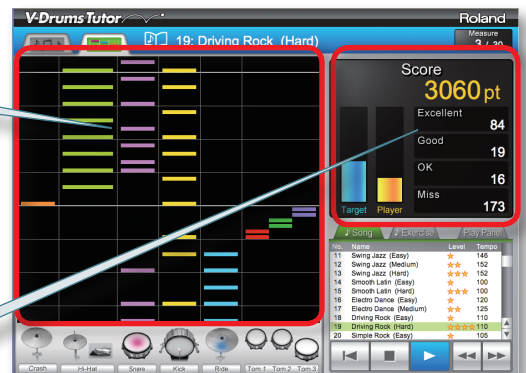 V-Drums Tutor
Roland
19: Driving Rock (Hard)
Measure
3 / 30
Score
3060 pt
Excellent
84
Good
19
OK
16
Miss
173
Target Player
Song Exercise Play Panel
No. Name Level Tempo
11 Swing Jazz (Easy) 146
12 Swing Jazz (Medium) 152
13 Swing Jazz (Hard) 152
14 Smooth Latin (Easy) 100
15 Smooth Latin (Hard) 100
16 Electro Dance (Easy) 120
17 Electro Dance (Medium) 125
18 Driving Rock (Easy) 110
19 Driving Rock (Hard) 110
20 Simple Rock (Easy) 105
Crash Hi-Hat Snare Kick Ride Tom 1 Tom 2 Tom 3